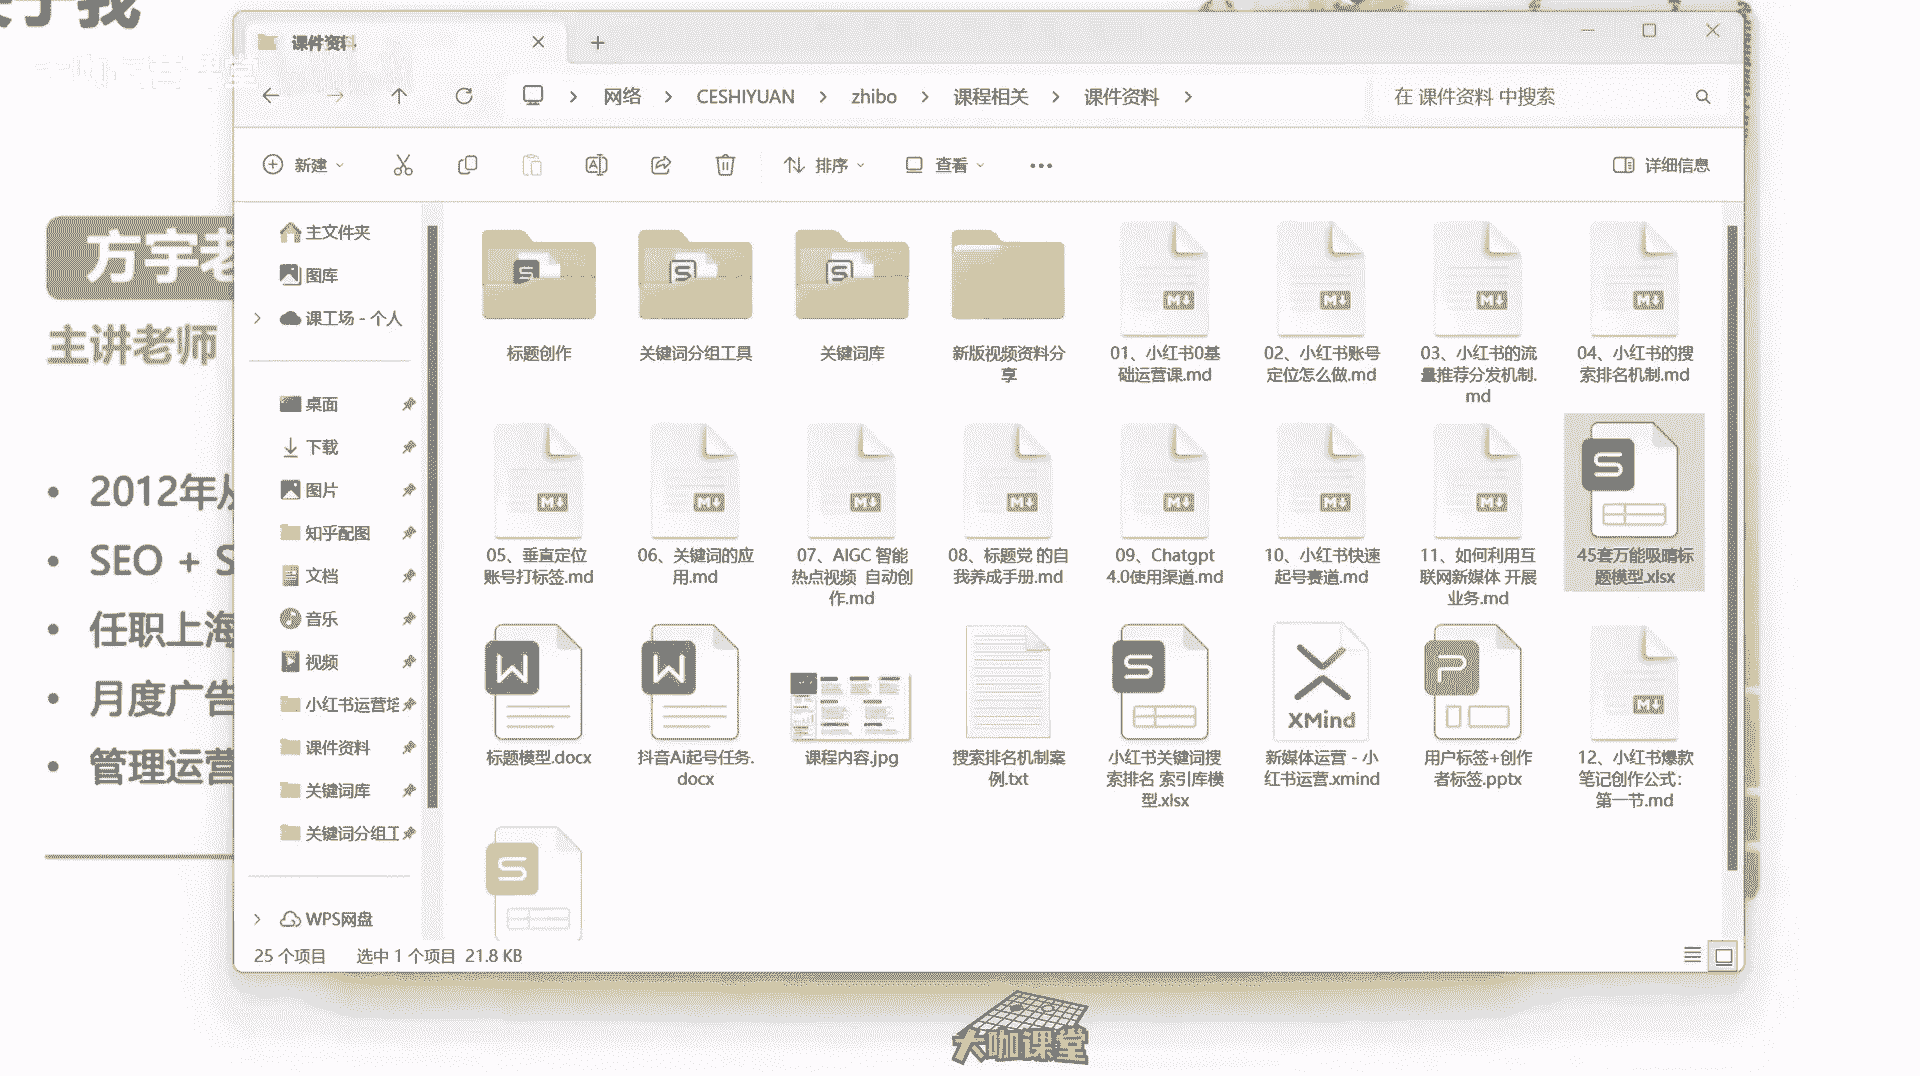 课件资料
网络 CESHIYUAN zhibo 课程相关 课件资料
在 课件资料 中搜索
新建
排序
查看
详细信息
方宇老
主讲老师
2012年从
SEO + S
任职上海
月度广告
管理运营
主文件夹
图库
课工场 - 个人
桌面
下载
图片
知乎配图
文档
音乐
视频
小红书运营培
课件资料
关键词库
关键词分组工
WPS网盘
标题创作
关键词分组工具
关键词库
新版视频资料分
享
01、小红书0基
础运营课.md
02、小红书账号
定位怎么做.md
03、小红书的流
量推荐分发机制.
md
04、小红书的搜
索排名机制.md
05、垂直定位
账号打标签.md
06、关键词的应
用.md
07、AIGC 智能
热点视频 自动创
作.md
08、标题党 的自
我养成手册.md
09、Chatgpt
4.0使用渠道.md
10、小红书快速
起号赛道.md
11、如何利用互
联网新媒体 开展
业务.md
45套万能吸睛标
题模型.xlsx
标题模型.docx
抖音Ai起号任务.
docx
课程内容.jpg
搜索排名机制案
例.txt
小红书关键词搜
索排名 索引库模
型.xlsx
XMind
新媒体运营 - 小
红书运营.xmind
用户标签+创作
者标签.pptx
12、小红书爆款
笔记创作公式：
第一节.md
25 个项目 选中 1 个项目 21.8 KB
大咖课堂